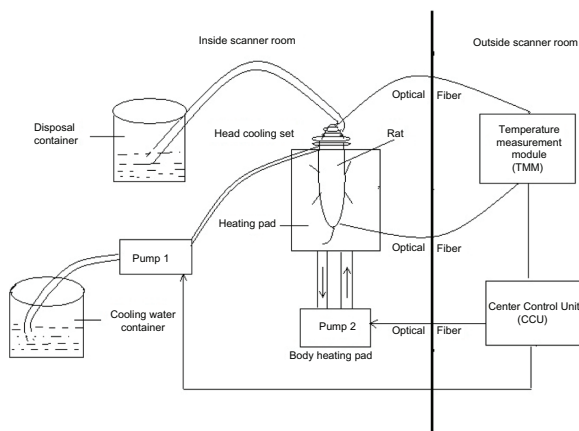 Inside scanner room
Outside scanner room
Optical
Fiber
Disposal
container
Head cooling set
Rat
Temperature
measurement
module
(TMM)
Heating pad
Optical
Fiber
Pump 1
Cooling water
container
Pump 2
Optical
Fiber
Center Control Unit
(CCU)
Body heating pad